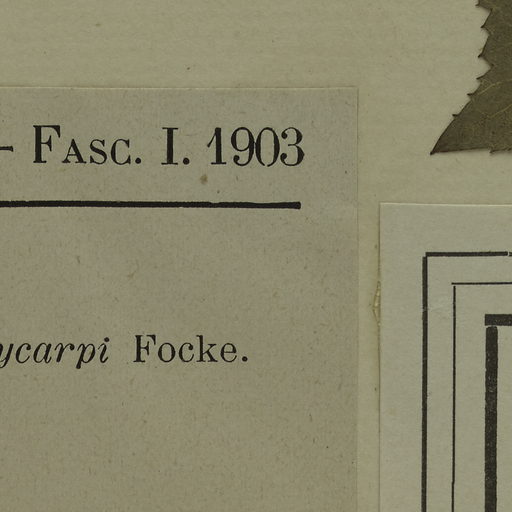 – Fasc. I. 1903
ycarpi Focke.